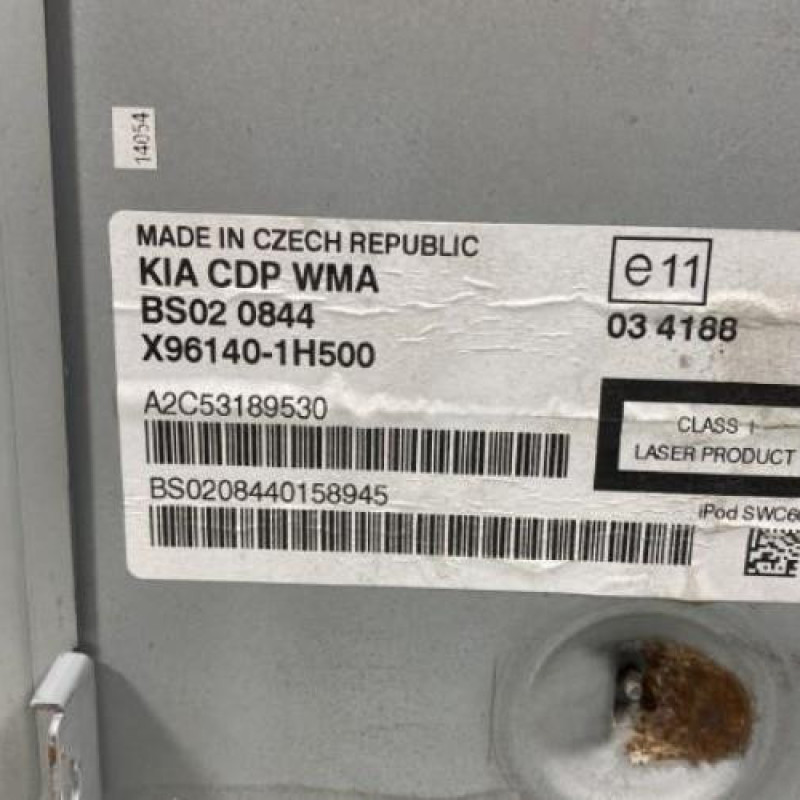 14054
MADE IN CZECH REPUBLIC
KIA CDP WMA
BS02 0844
X96140-1H500
A2C53189530
BS0208440158945
e11
03 4188
CLASS I
LASER PRODUCT
iPod